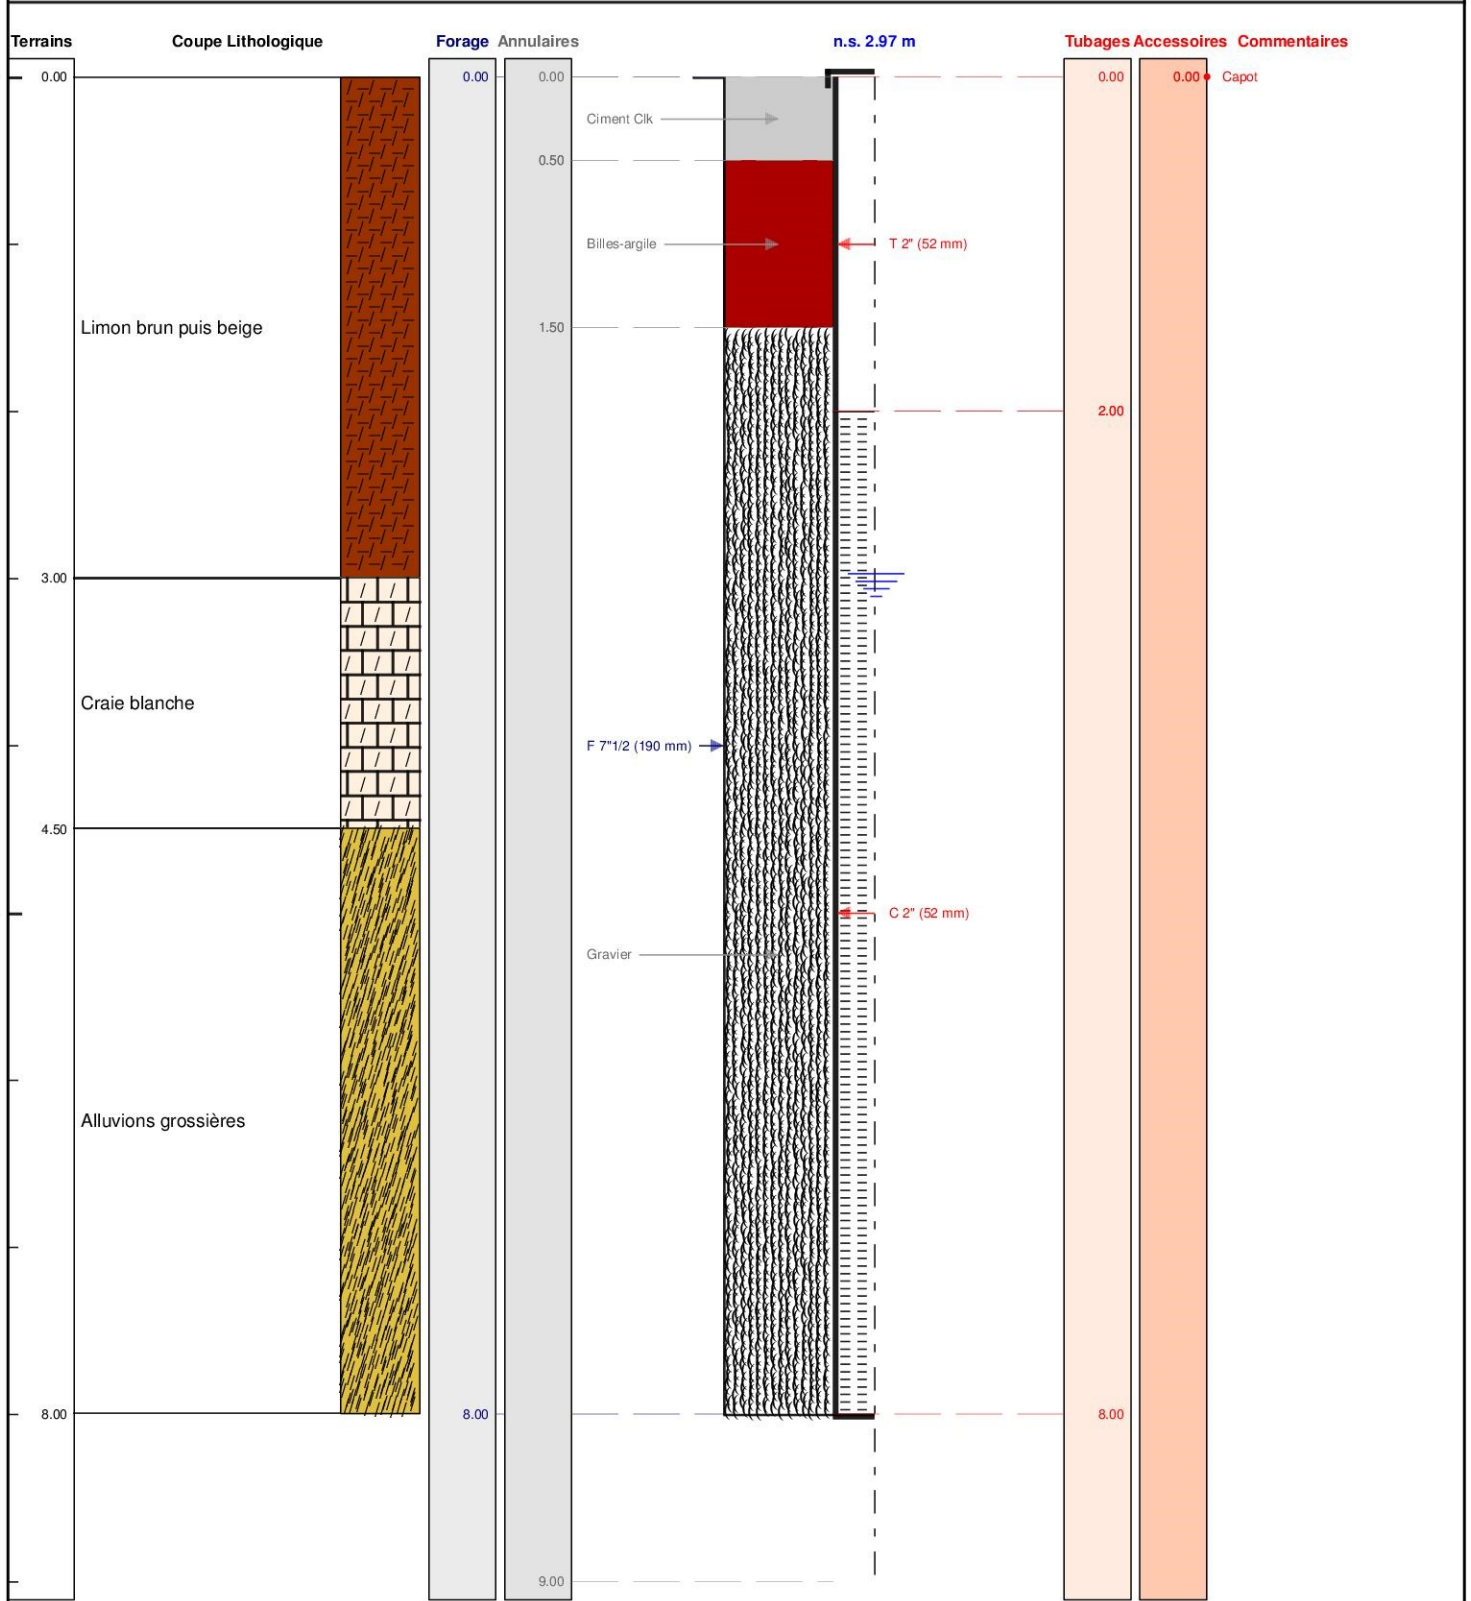 Terrains Coupe Lithologique Forage Annulaires n.s. 2.97 m Tubages Accessoires Commentaires
0.00 0.00 0.00 0.00 0.00 Capot
Ciment Clk
0.50
Billes-argile T 2" (52 mm)
Limon brun puis beige 1.50
2.00
3.00
Craie blanche
F 7"1/2 (190 mm)
4.50
C 2" (52 mm)
Gravier
Alluvions grossières
8.00 8.00 8.00
9.00